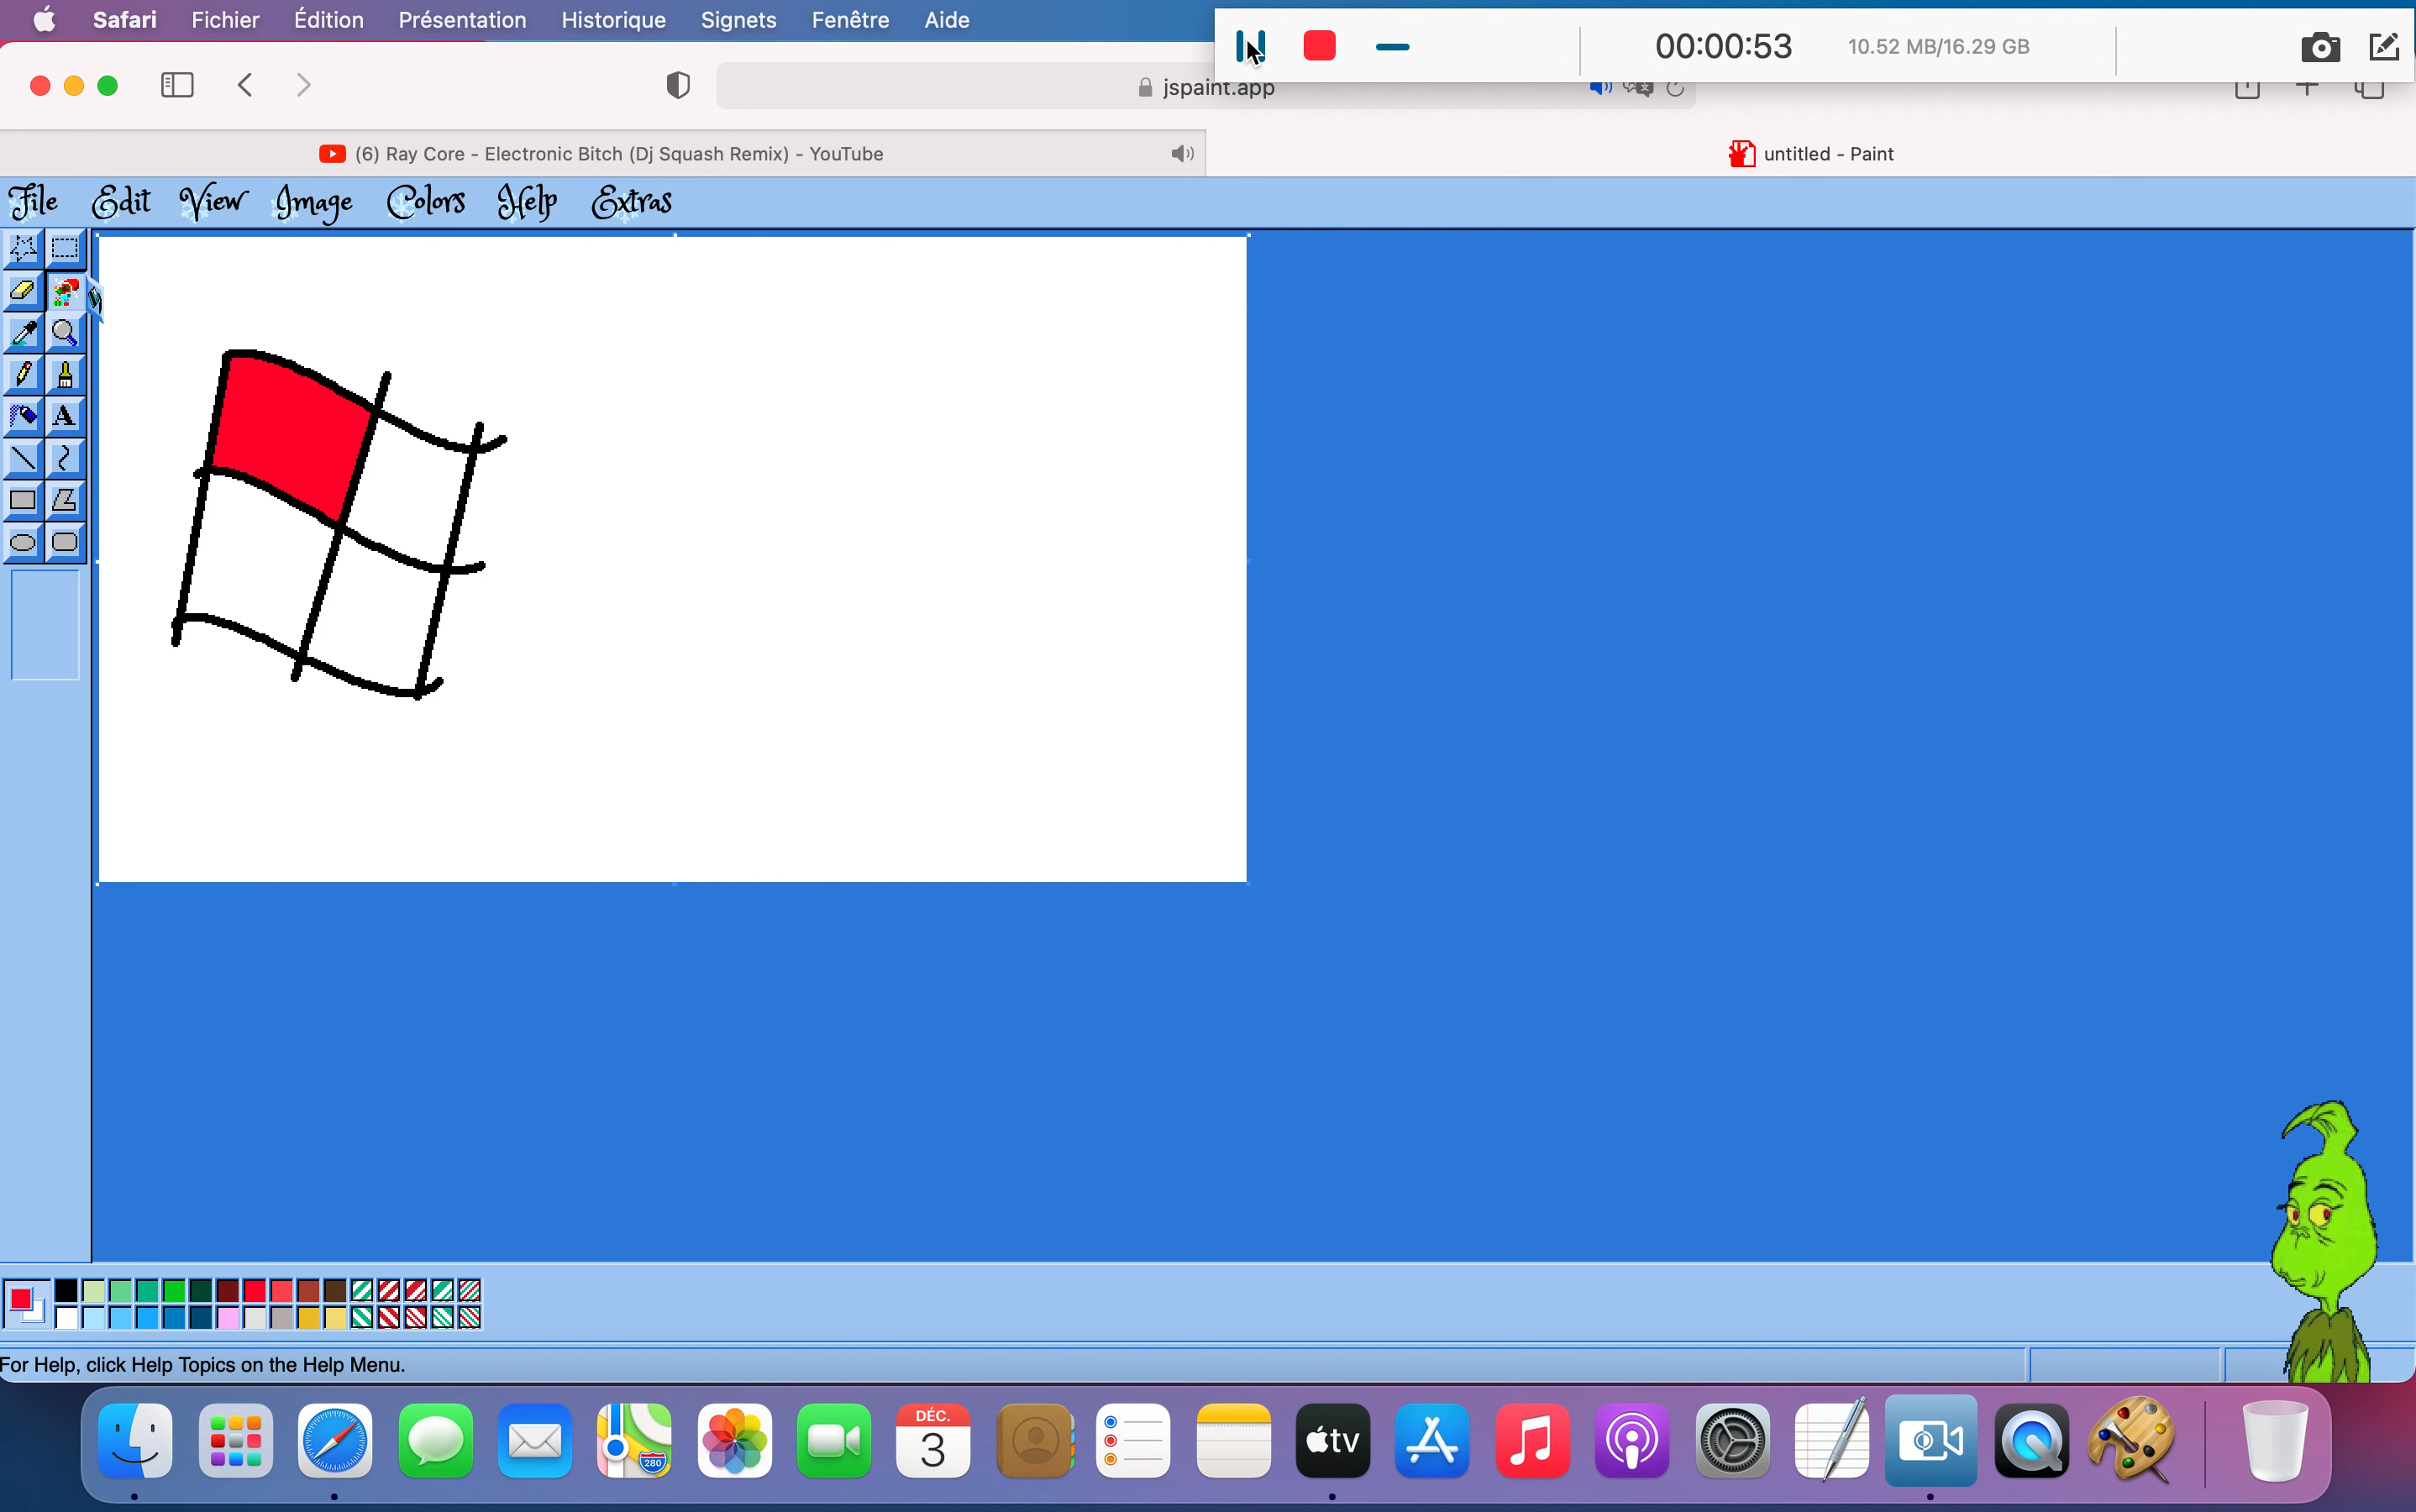 Safari Fichier Édition Présentation Historique Signets Fenêtre Aide
00:00:53 10.52 MB/16.29 GB
jspaint.app
(6) Ray Core - Electronic Bitch (Dj Squash Remix) - YouTube untitled - Paint
File Edit View Image Colors Help Extras
A
For Help, click Help Topics on the Help Menu.
280
DÉC.
3
tv